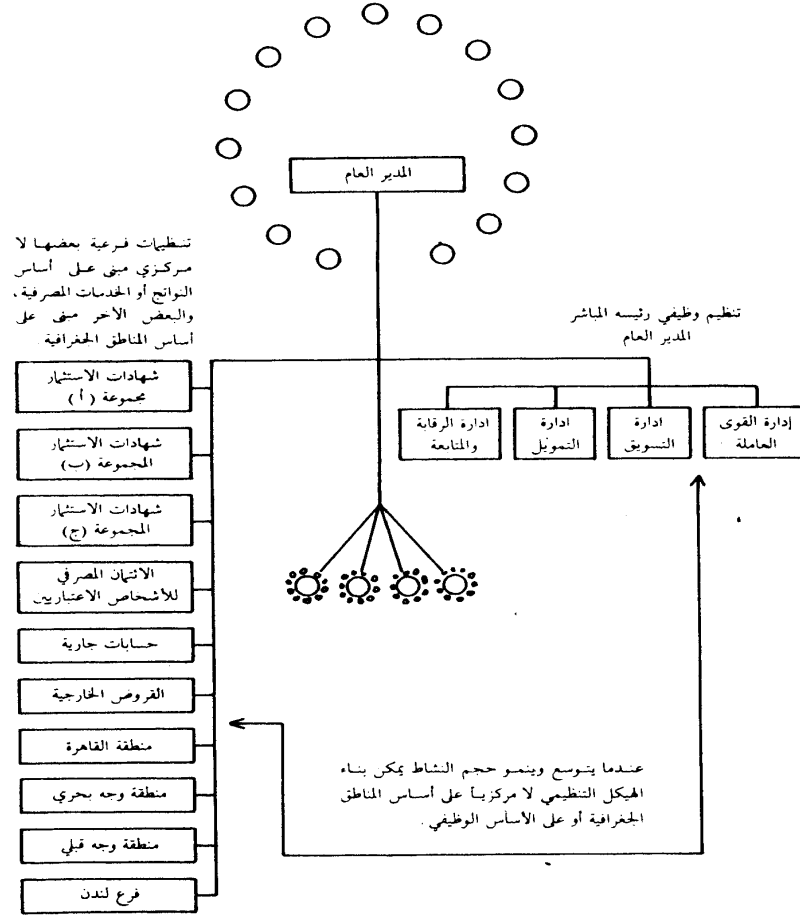 المدير العام
تنظيمات فرعية بعضها لا
مركزي مبنى على أساس
النواتج أو الخدمات المصرفية ،
والبعض الآخر مبنى على
أساس المناطق الجغرافية .
تنظيم وظيفي رئيسه المباشر
المدير العام
إدارة القوى
العاملة
ادارة
التسويق
ادارة
التمويل
ادارة الرقابة
والمتابعة
شهادات الاستثمار
مجموعة ( أ )
شهادات الاستثمار
المجموعة (ب)
شهادات الاستثمار
المجموعة (ج)
الائتمان المصرفي
للأشخاص الاعتباريين
حسابات جارية
القروض الخارجية
منطقة القاهرة
منطقة وجه بحري
منطقة وجه قبلي
فرع لندن
عندما يتوسع وينمو حجم النشاط يمكن بناء
الهيكل التنظيمي لا مركزياً على أساس المناطق
الجغرافية أو على الأساس الوظيفي .